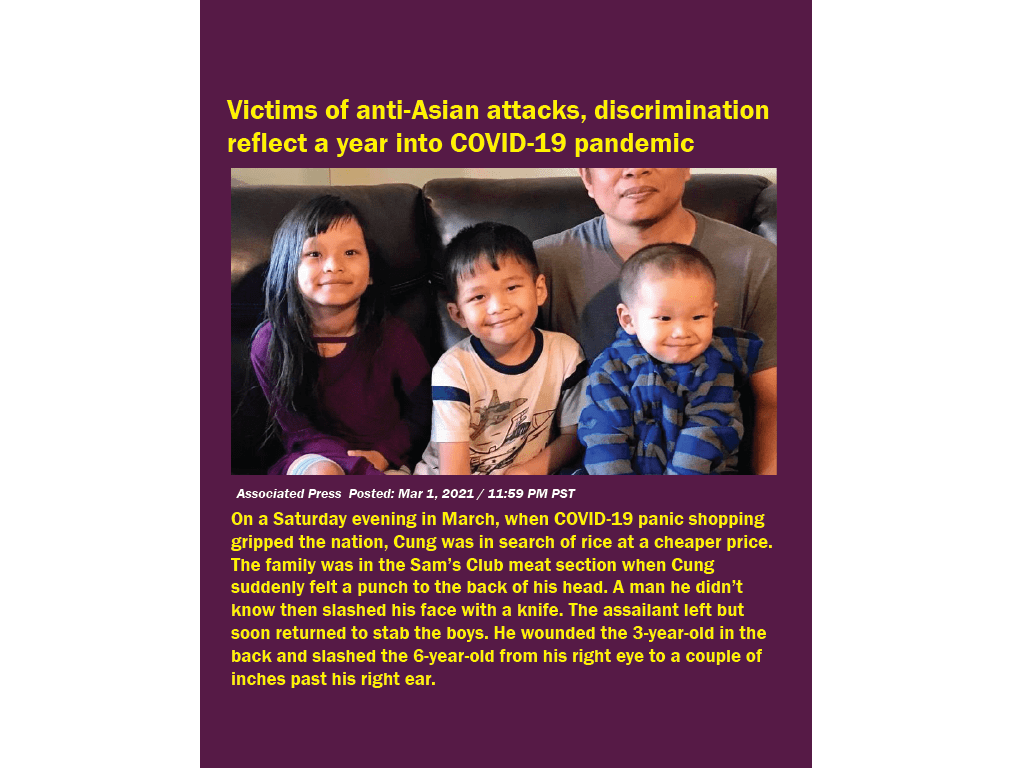 Victims of anti-Asian attacks, discrimination
reflect a year into COVID-19 pandemic
Associated Press  Posted: Mar 1, 2021 / 11:59 PM PST
On a Saturday evening in March, when COVID-19 panic shopping
gripped the nation, Cung was in search of rice at a cheaper price.
The family was in the Sam’s Club meat section when Cung
suddenly felt a punch to the back of his head. A man he didn’t
know then slashed his face with a knife. The assailant left but
soon returned to stab the boys. He wounded the 3-year-old in the
back and slashed the 6-year-old from his right eye to a couple of
inches past his right ear.